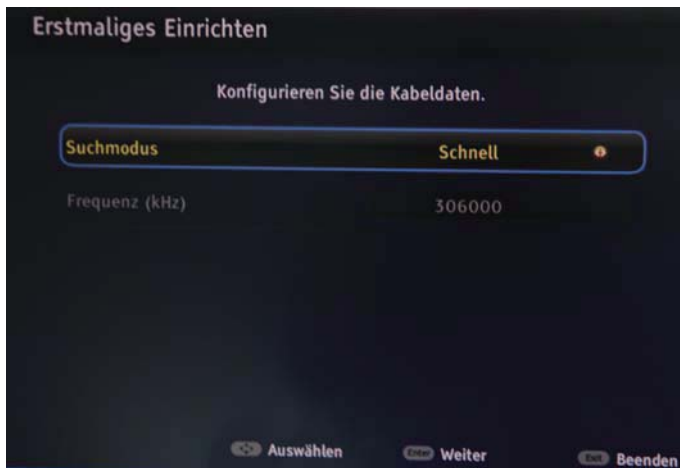 Erstmaliges Einrichten
Konfigurieren Sie die Kabeldaten.
Suchmodus Schnell
Frequenz (kHz) 306000
Auswählen Enter Weiter Exit Beenden